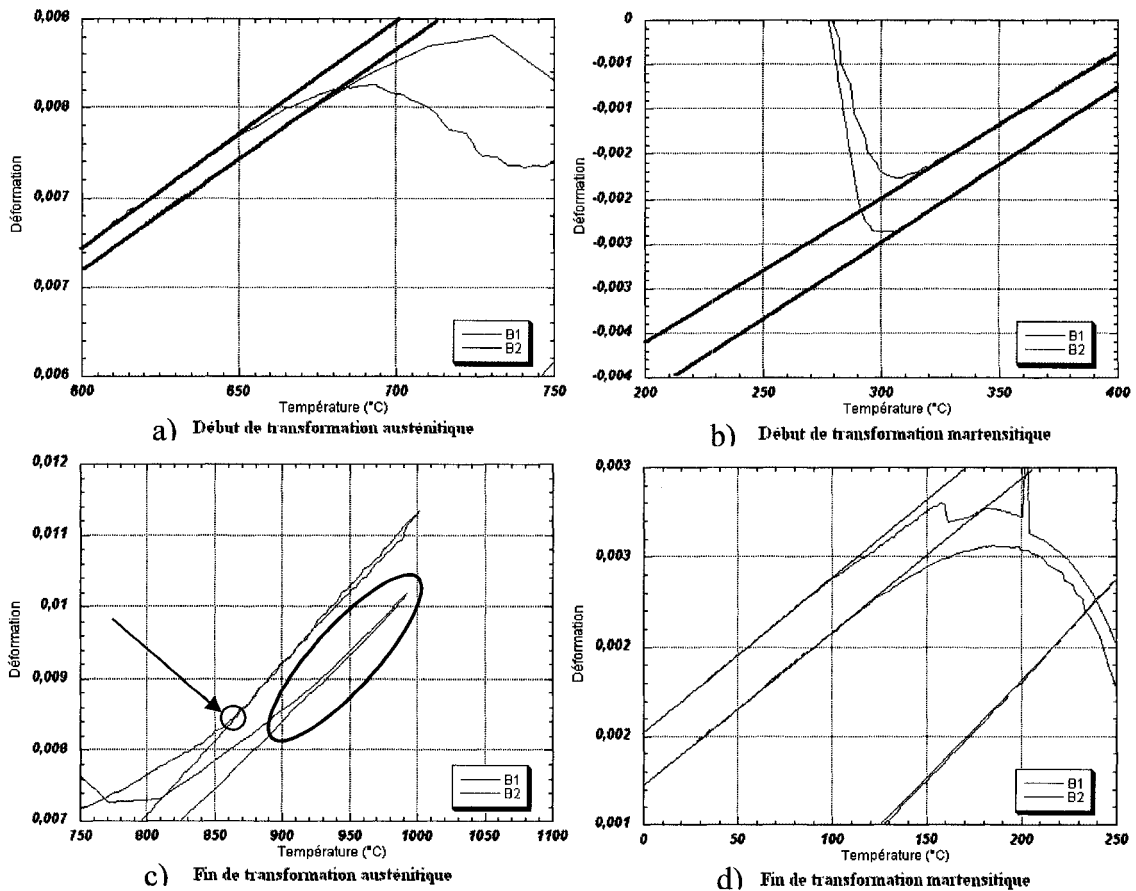 0,008
0,008
0,007
0,007
0,006
Déformation
600
650
700
750
Température (°C)
B1
B2
a) Début de transformation austénitique
0
-0,001
-0,001
-0,002
-0,002
-0,003
-0,003
-0,004
-0,004
Déformation
200
250
300
350
400
Température (°C)
B1
B2
b) Début de transformation martensitique
0,012
0,011
0,01
0,009
0,008
0,007
Déformation
750
800
850
900
950
1000
1050
1100
Température (°C)
B1
B2
c) Fin de transformation austénitique
0,003
0,003
0,002
0,002
0,001
Déformation
0
50
100
150
200
250
Température (°C)
B1
B2
d) Fin de transformation martensitique